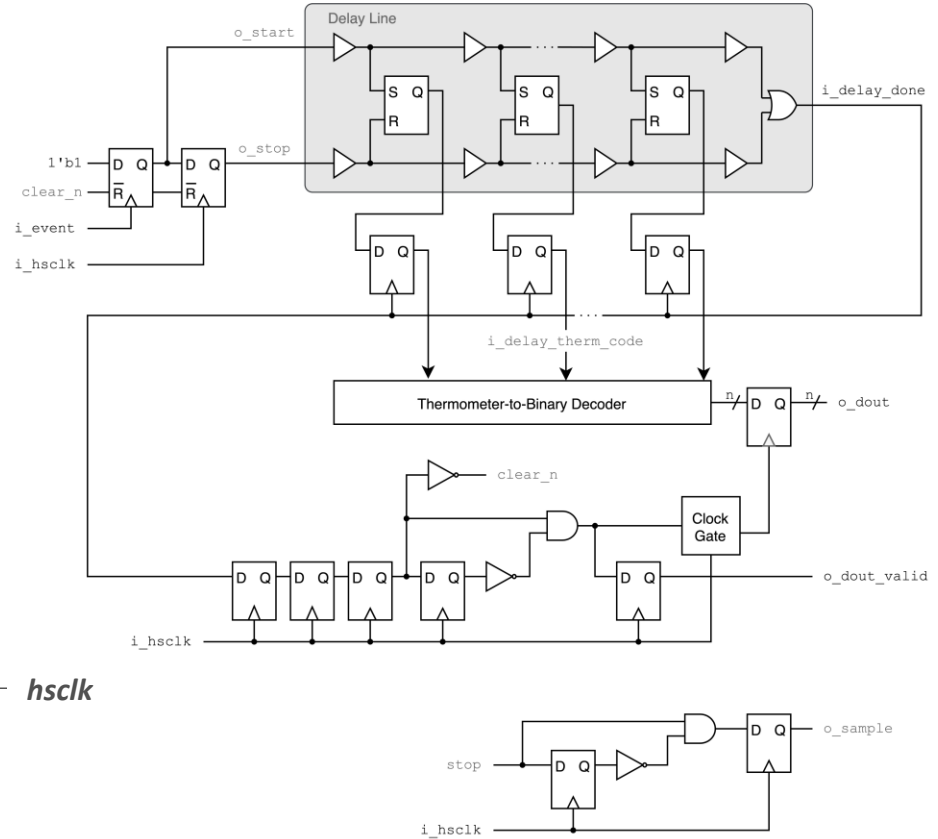 Delay Line
o_start
S Q
R
S Q
R
S Q
R
i_delay_done
o_stop
1'b1
D Q
D Q
clear_n
R
R
i_event
i_hsclk
D Q
D Q
D Q
...
i_delay_therm_code
Thermometer-to-Binary Decoder
n
D Q
n
o_dout
clear_n
Clock
Gate
D Q
D Q
D Q
D Q
D Q
o_dout_valid
i_hsclk
hsclk
D Q
o_sample
stop
D Q
i_hsclk